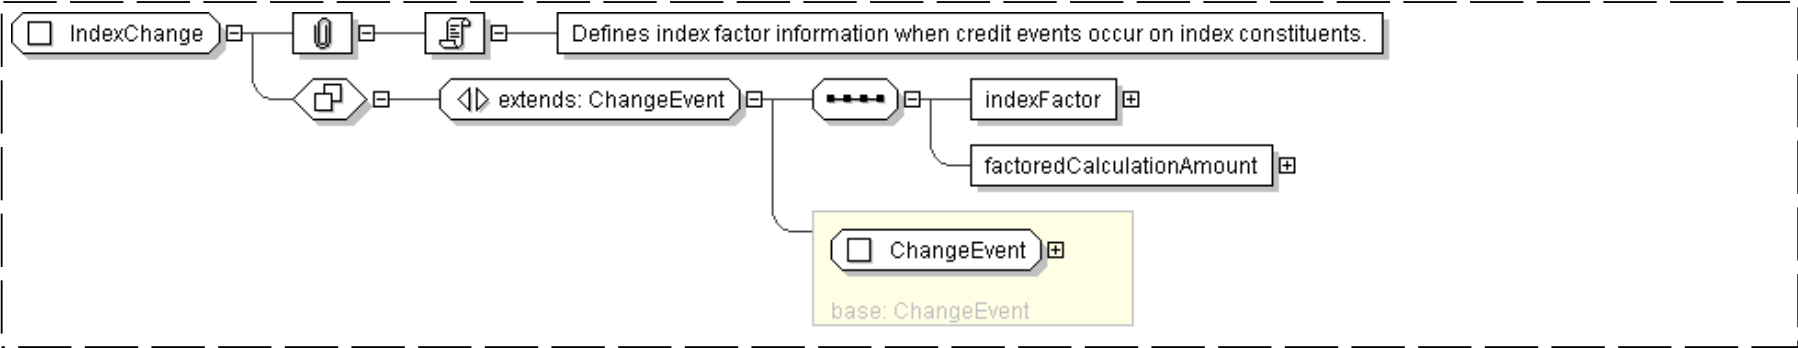 IndexChange
Defines index factor information when credit events occur on index constituents.
extends: ChangeEvent
indexFactor
factoredCalculationAmount
ChangeEvent
base: ChangeEvent